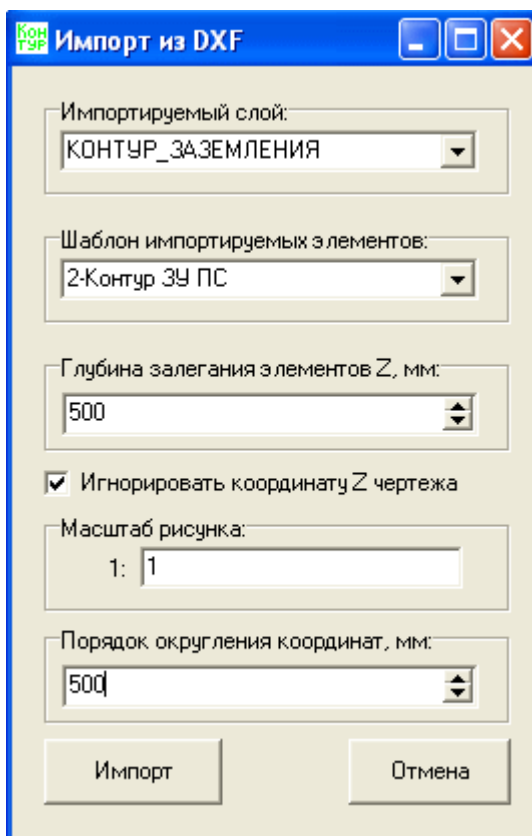 КОН
ТУР
Импорт из DXF
Импортируемый слой:
КОНТУР_ЗАЗЕМЛЕНИЯ
Шаблон импортируемых элементов:
2-Контур ЗУ ПС
Глубина залегания элементов Z, мм:
500
Игнорировать координату Z чертежа
Масштаб рисунка:
1: 1
Порядок округления координат, мм:
500
Импорт Отмена